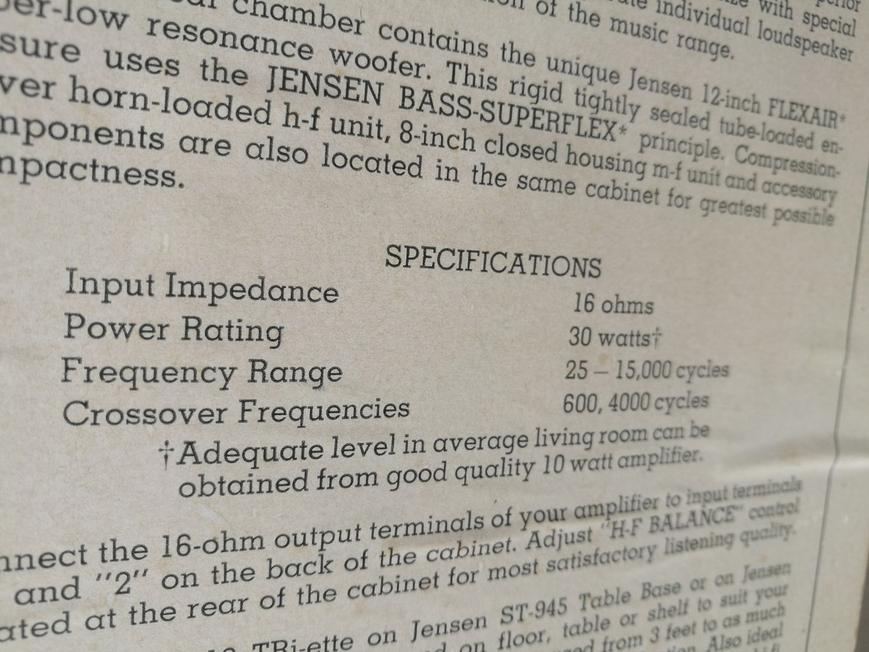 of the music range.
individual loudspeaker
with special
chamber contains the unique Jensen 12-inch FLEXAIR*
-low resonance woofer. This rigid tightly sealed tube-loaded en-
sure uses the JENSEN BASS-SUPERFLEX* principle. Compression-
ver horn-loaded h-f unit, 8-inch closed housing m-f unit and accessory
mponents are also located in the same cabinet for greatest possible
mpactness.
SPECIFICATIONS
Input Impedance 16 ohms
Power Rating 30 watts†
Frequency Range 25 – 15,000 cycles
Crossover Frequencies 600, 4000 cycles
†Adequate level in average living room can be
obtained from good quality 10 watt amplifier.
nnect the 16-ohm output terminals of your amplifier to input terminals
and "2" on the back of the cabinet. Adjust "H-F BALANCE" control
ated at the rear of the cabinet for most satisfactory listening quality.
TRi-ette on Jensen ST-945 Table Base or on Jensen
on floor, table or shelf to suit your
from 3 feet to as much
Also ideal